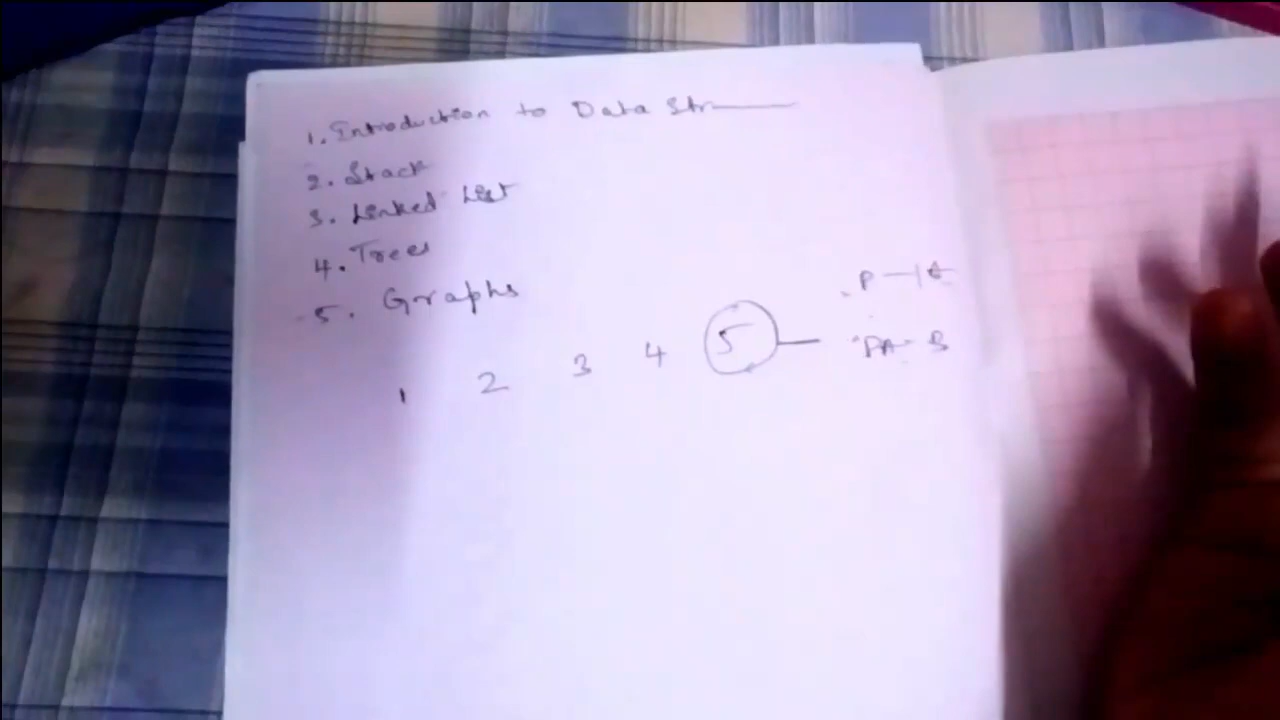 1. Introduction to Data Str
2. Stack
3. Linked List
4. Trees
5. Graphs
P - A
1 2 3 4 5 — PA- B